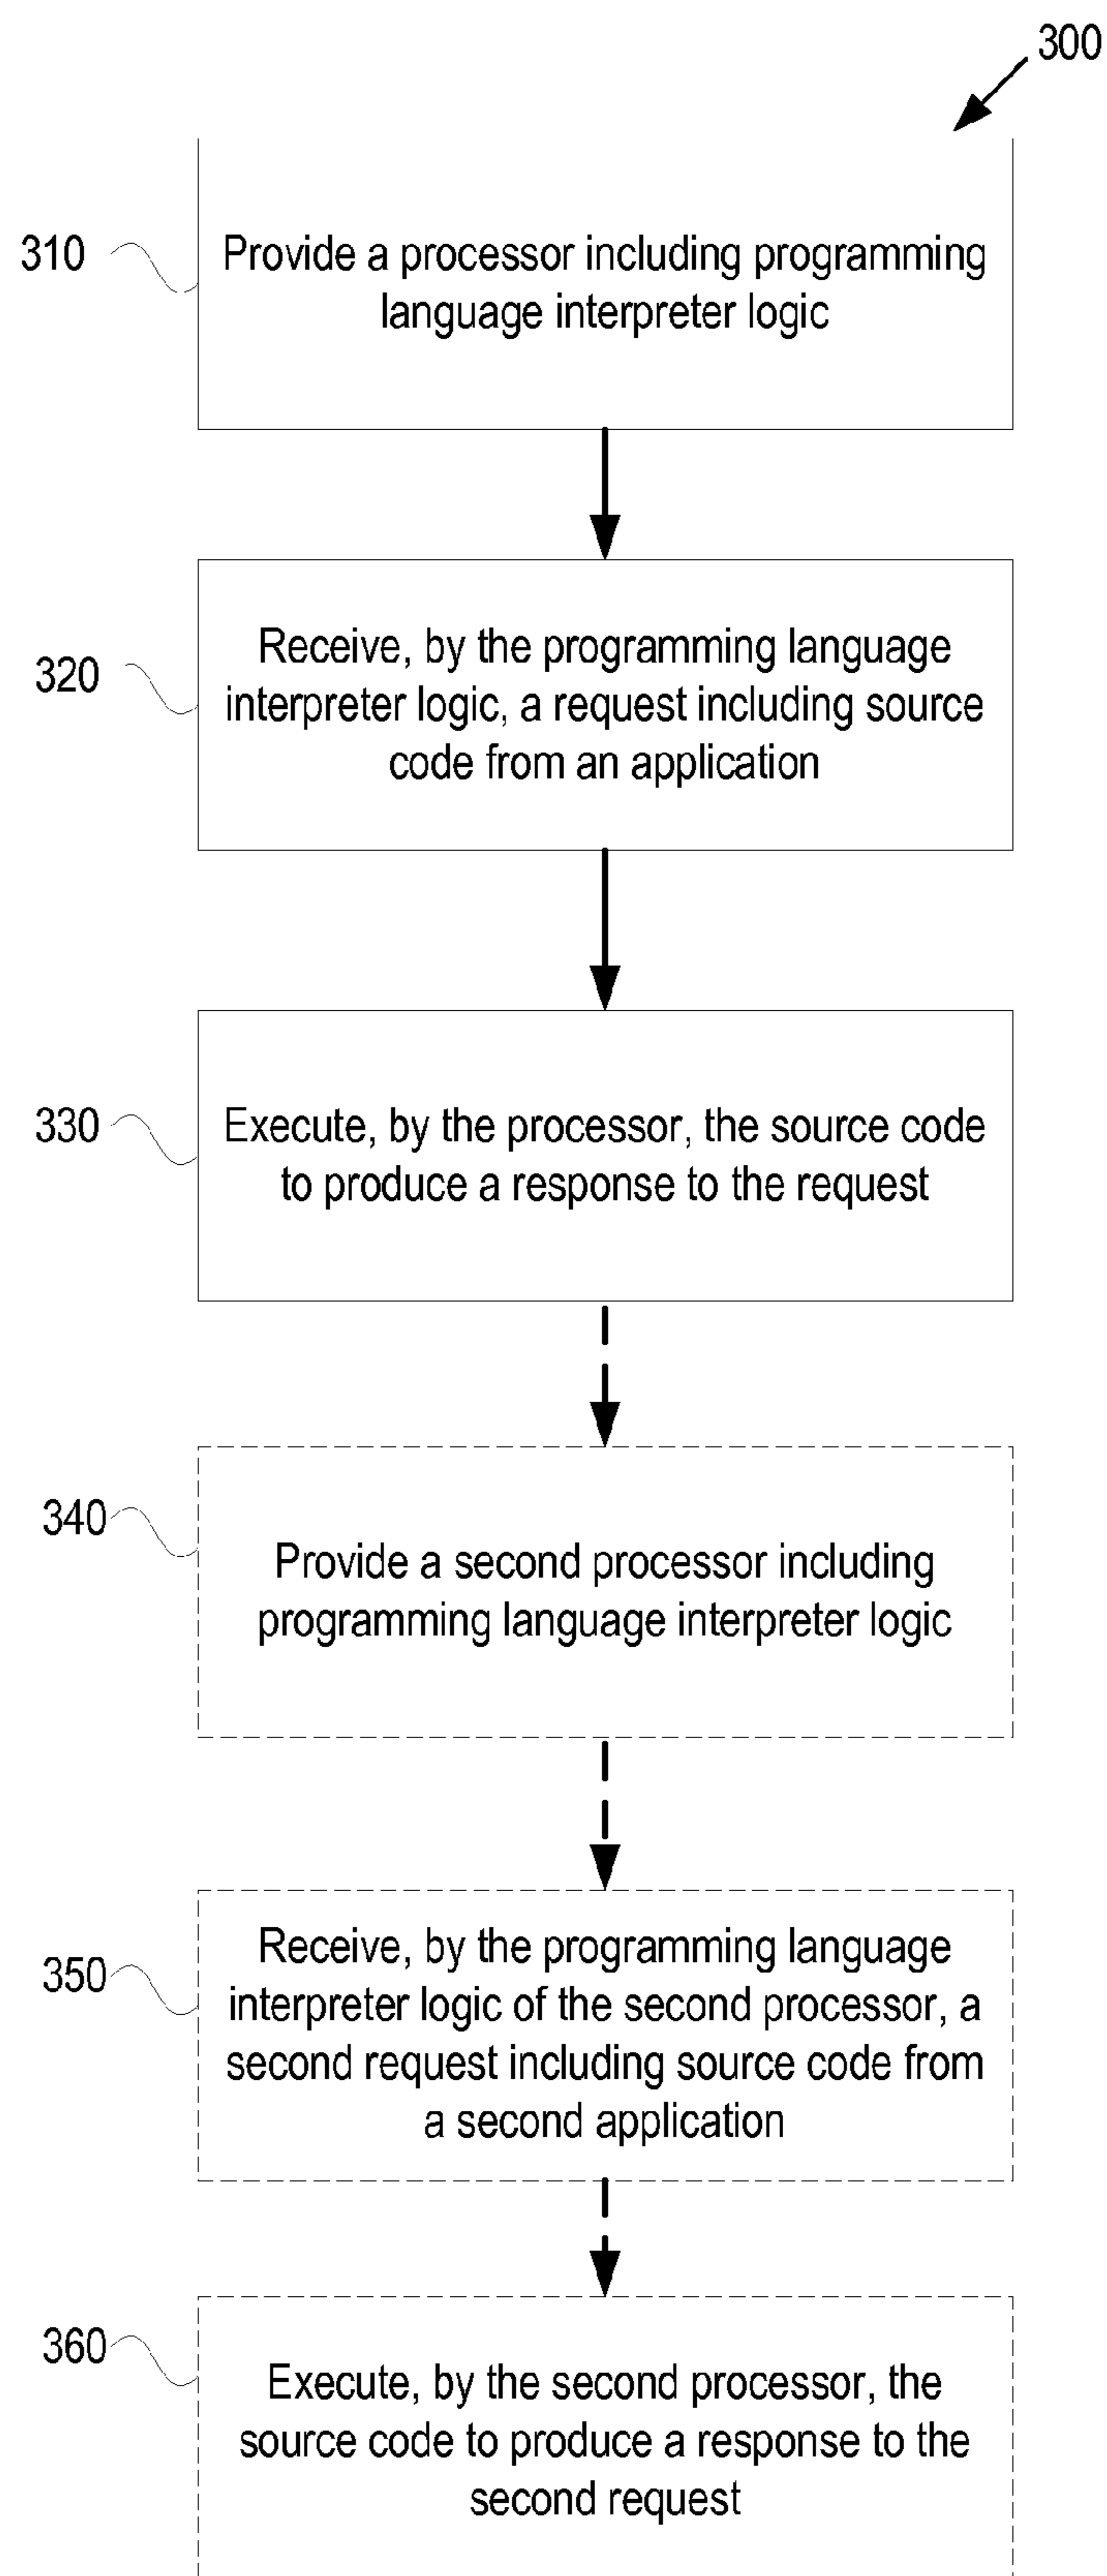 300
310
Provide a processor including programming
language interpreter logic
320
Receive, by the programming language
interpreter logic, a request including source
code from an application
330
Execute, by the processor, the source code
to produce a response to the request
340
Provide a second processor including
programming language interpreter logic
350
Receive, by the programming language
interpreter logic of the second processor, a
second request including source code from
a second application
360
Execute, by the second processor, the
source code to produce a response to the
second request